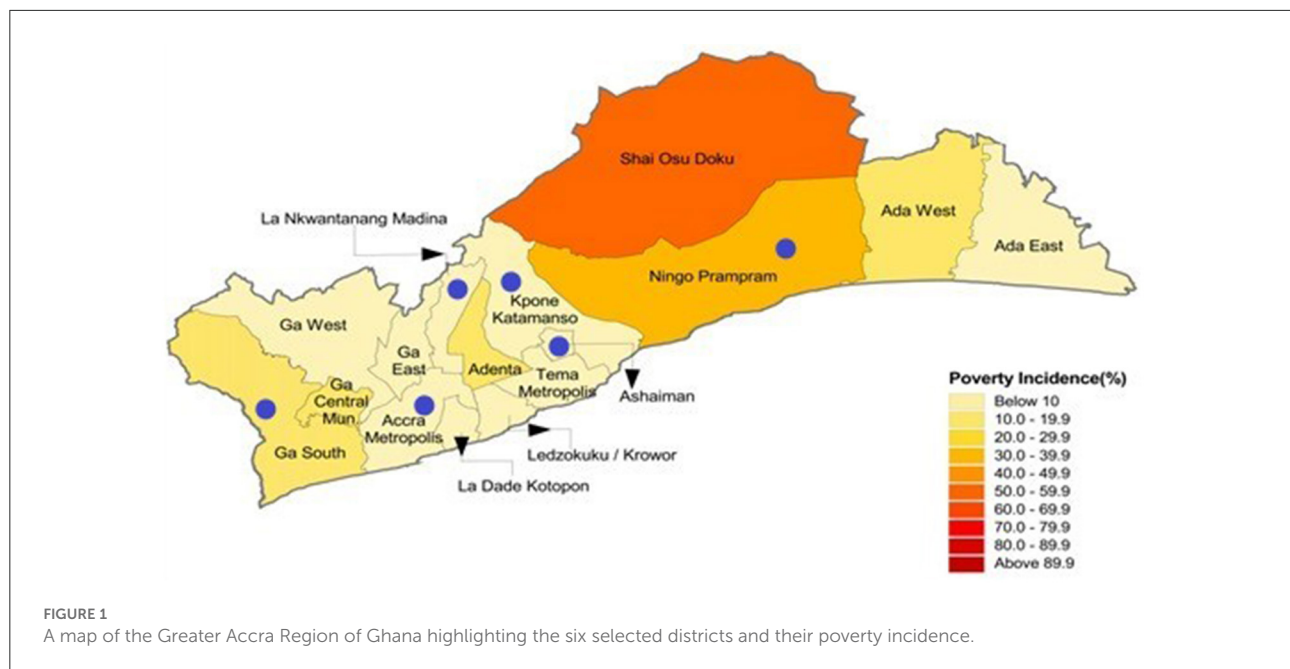 Shai Osu Doku
La Nkwantanang Madina
Ada West
Ada East
Ningo Prampram
Kpone
Katamanso
Ga West
Ga
East
Adenta
Tema
Metropolis
Ashaiman
Ga
Central
Mun.
Accra
Metropolis
Ga South
Ledzokuku / Krowor
La Dade Kotopon
Poverty Incidence(%)
Below 10
10.0 - 19.9
20.0 - 29.9
30.0 - 39.9
40.0 - 49.9
50.0 - 59.9
60.0 - 69.9
70.0 - 79.9
80.0 - 89.9
Above 89.9
FIGURE 1
A map of the Greater Accra Region of Ghana highlighting the six selected districts and their poverty incidence.